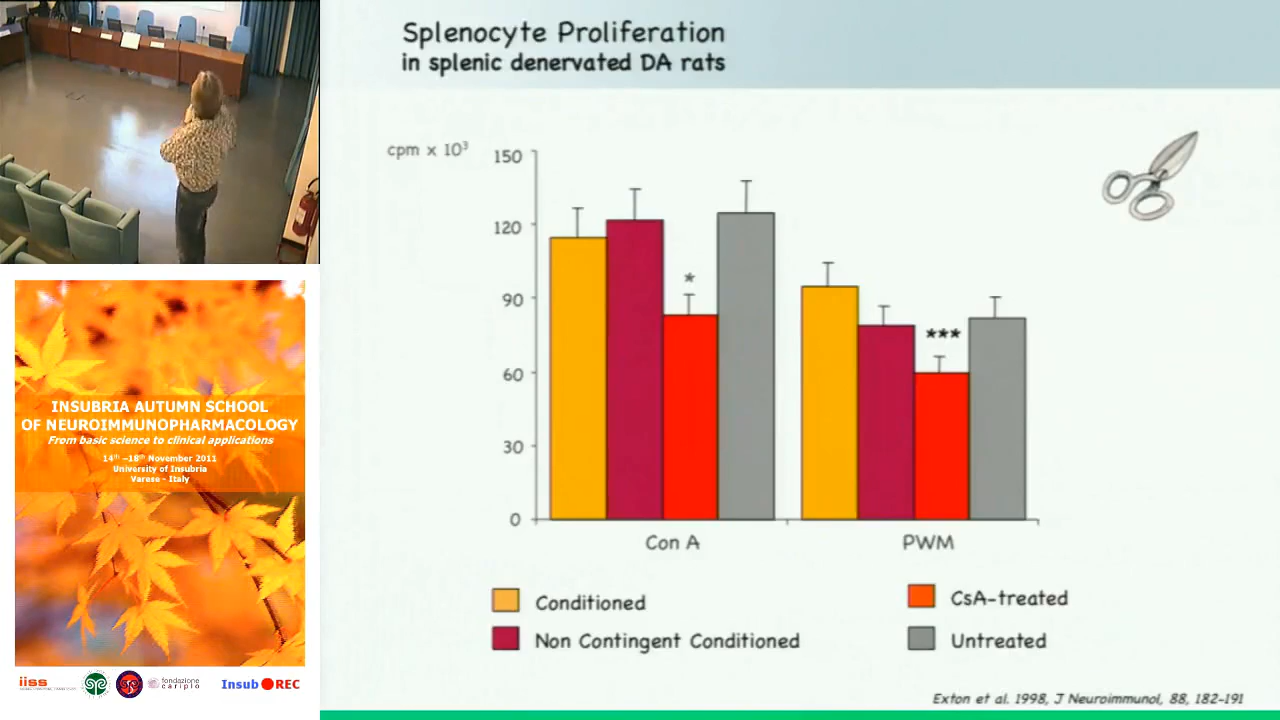 Splenocyte Proliferation
in splenic denervated DA rats
cpm x 10³
150
120
90
60
30
0
*
***
Con A
PWM
Conditioned
CsA-treated
Non Contingent Conditioned
Untreated
Exton et al. 1998, J Neuroimmunol, 88, 182-191
INSUBRIA AUTUMN SCHOOL
OF NEUROIMMUNOPHARMACOLOGY
From basic science to clinical applications
14th –18th November 2011
University of Insubria
Varese - Italy
iiss
fondazione
cariplo
Insub REC